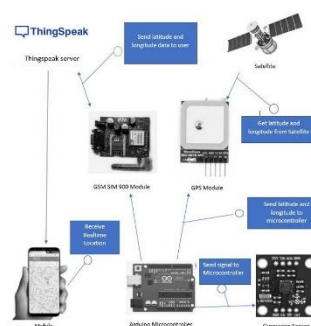 ThingSpeak
Send latitude and
longitude data to user
Thingspeak server
Satellite
Get latitude and
longitude from Satellite
GSM SIM 900 Module
GPS Module
Send latitude and
longitude to
microcontroller
Receive
Realtime
Location
Send signal to
Microcontroller
Mobile
Arduino Microcontroller